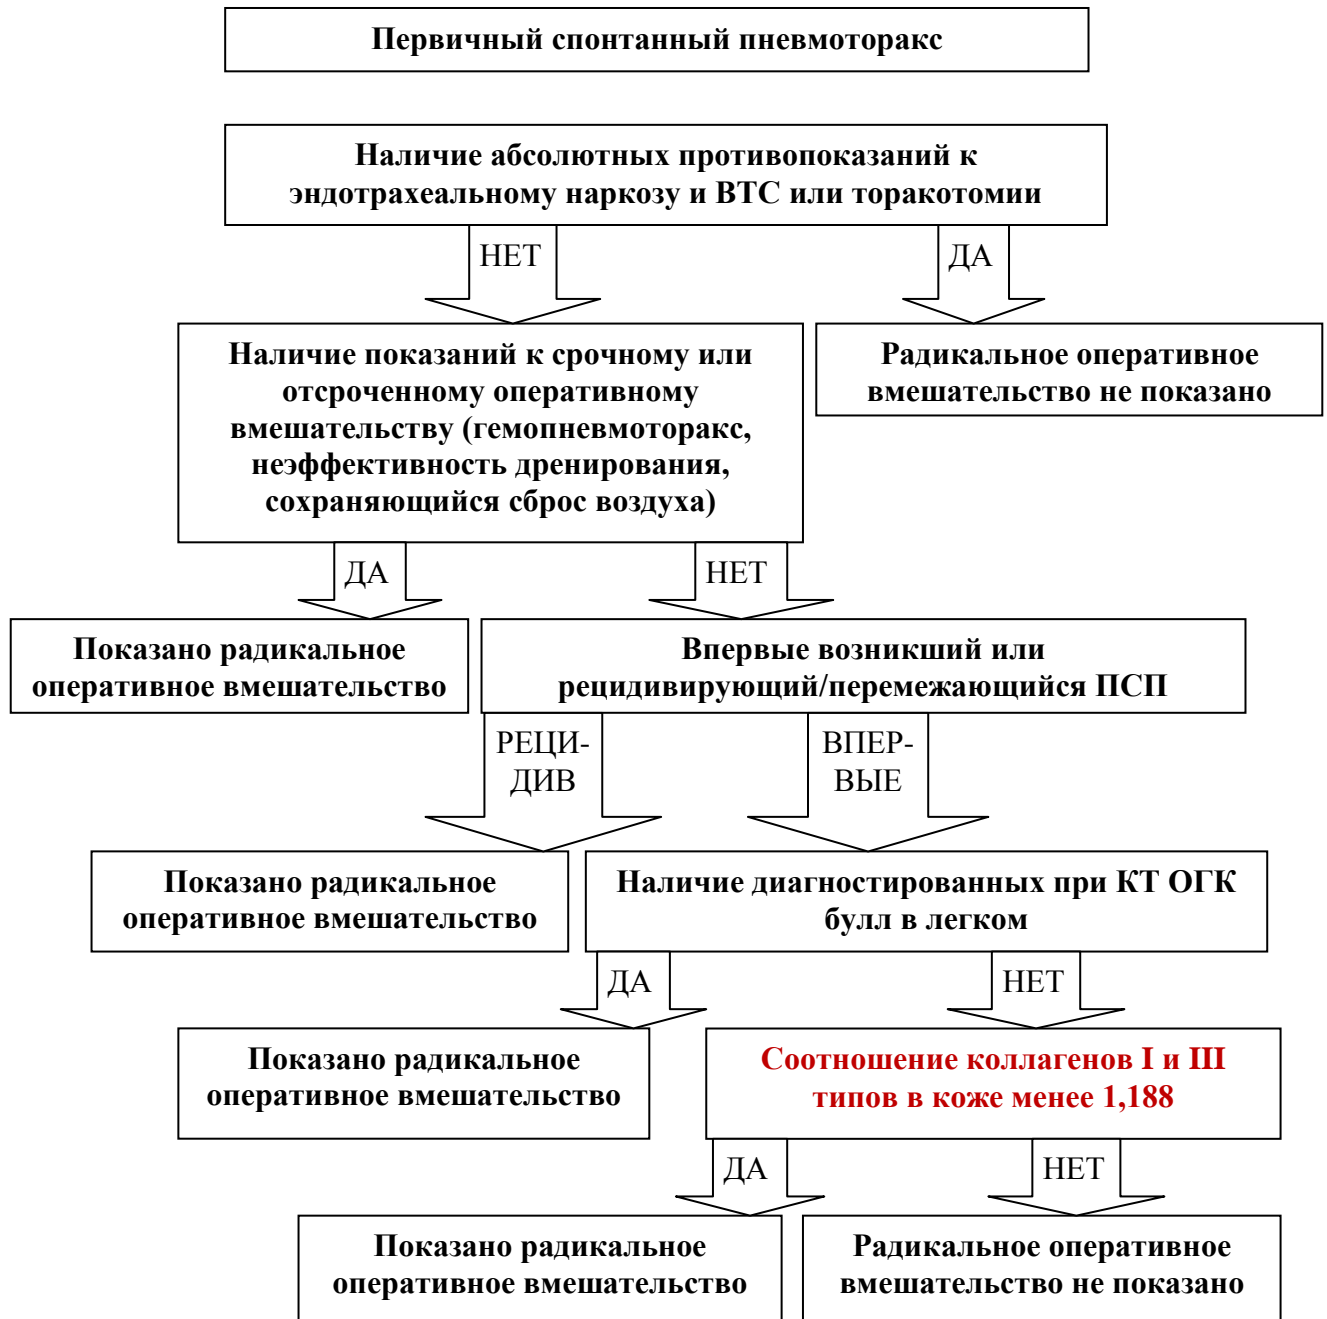 Первичный спонтанный пневмоторакс
Наличие абсолютных противопоказаний к
эндотрахеальному наркозу и ВТС или торакотомии
НЕТ
ДА
Наличие показаний к срочному или
отсроченному оперативному
вмешательству (гемопневмоторакс,
неэффективность дренирования,
сохраняющийся сброс воздуха)
Радикальное оперативное
вмешательство не показано
ДА
НЕТ
Показано радикальное
оперативное вмешательство
Впервые возникший или
рецидивирующий/перемежающийся ПСП
РЕЦИ-
ДИВ
ВПЕР-
ВЫЕ
Показано радикальное
оперативное вмешательство
Наличие диагностированных при КТ ОГК
булл в легком
ДА
НЕТ
Показано радикальное
оперативное вмешательство
Соотношение коллагенов I и III
типов в коже менее 1,188
ДА
НЕТ
Показано радикальное
оперативное вмешательство
Радикальное оперативное
вмешательство не показано